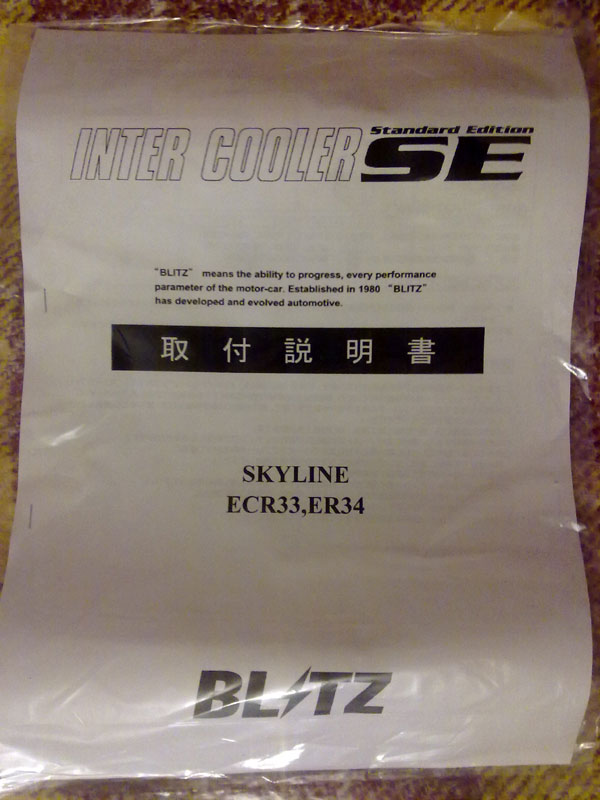 INTER COOLER SE
Standard Edition
"BLITZ" means the ability to progress, every performance
parameter of the motor-car. Established in 1980 "BLITZ"
has developed and evolved automotive.
取付説明書
SKYLINE
ECR33,ER34
BLITZ